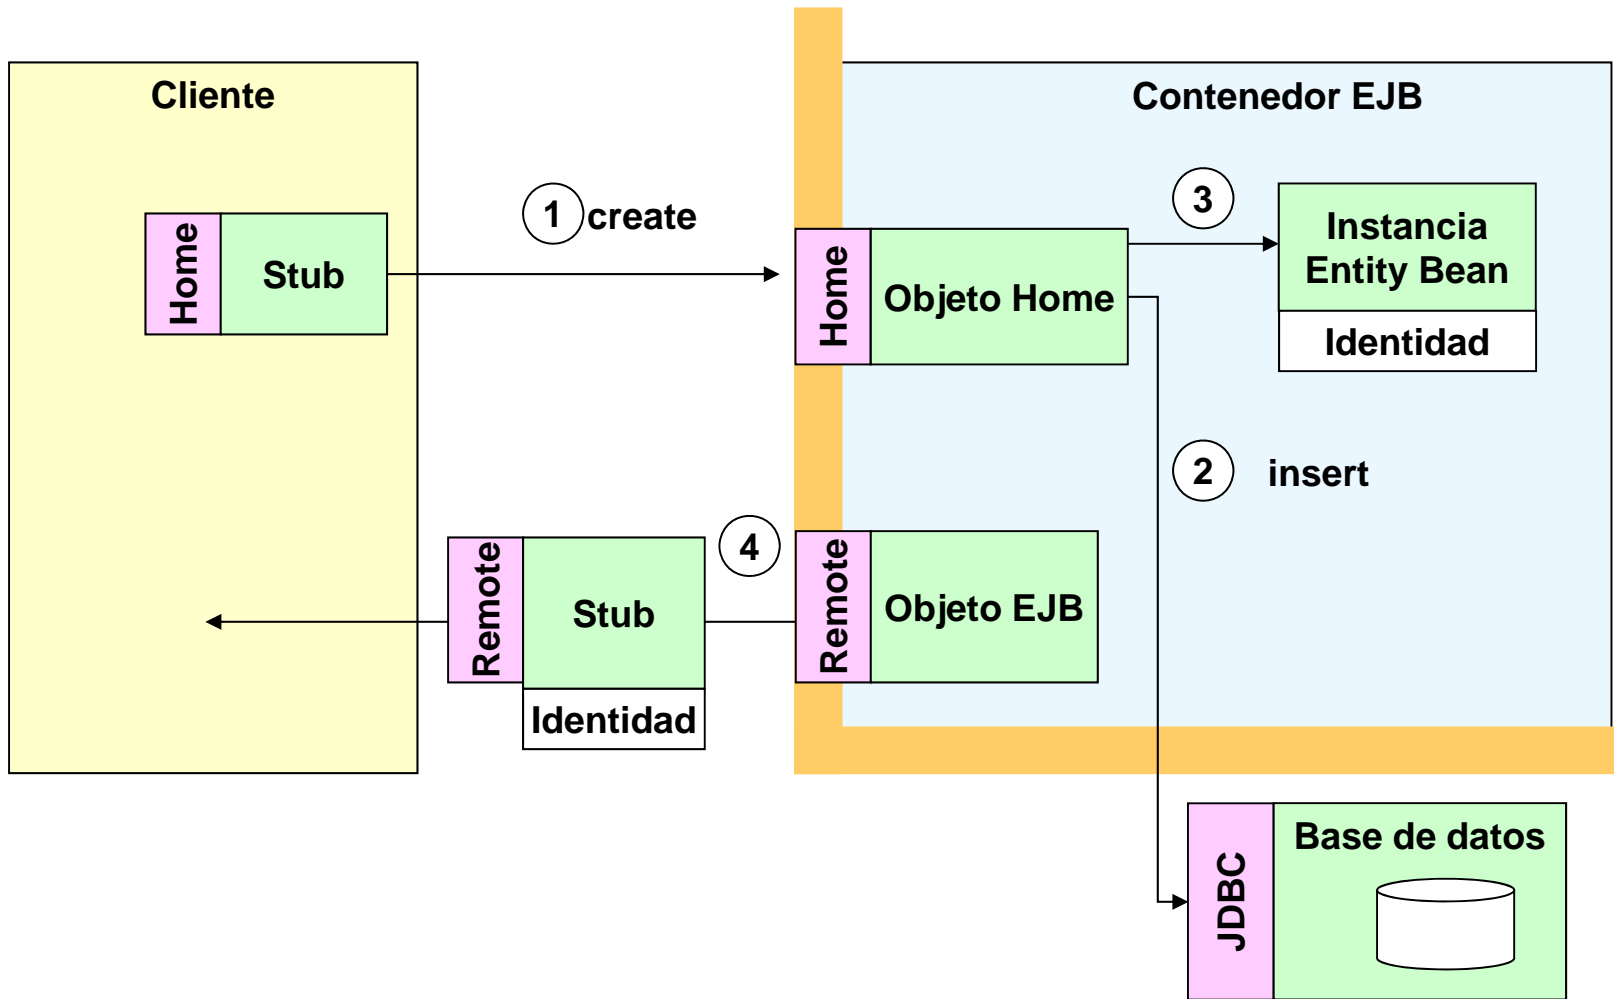 Cliente
Contenedor EJB
1
create
3
Home
Stub
Home
Objeto Home
Instancia
Entity Bean
Identidad
2
insert
4
Remote
Stub
Identidad
Remote
Objeto EJB
JDBC
Base de datos